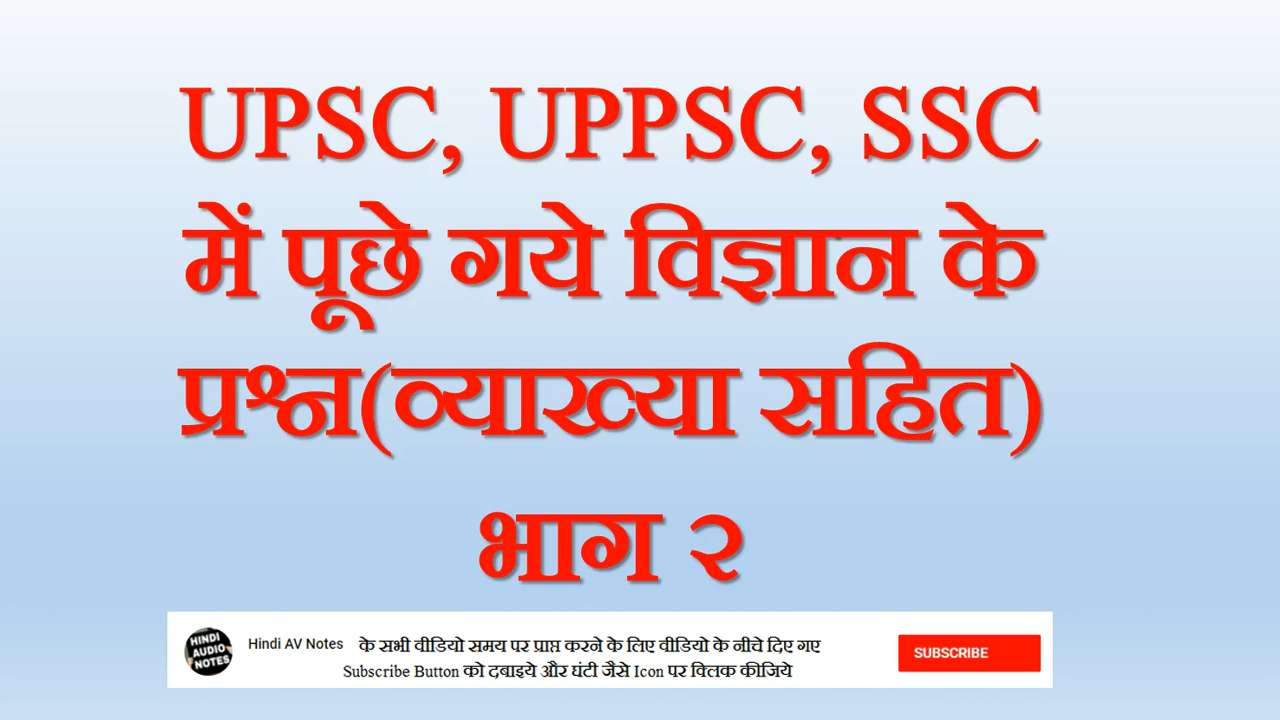 UPSC, UPPSC, SSC
में पूछे गये विज्ञान के
प्रश्न(व्याख्या सहित)
भाग २
HINDI
AUDIO
NOTES
Hindi AV Notes के सभी वीडियो समय पर प्राप्त करने के लिए वीडियो के नीचे दिए गए
Subscribe Button को दबाइये और घंटी जैसे Icon पर क्लिक कीजिये
SUBSCRIBE